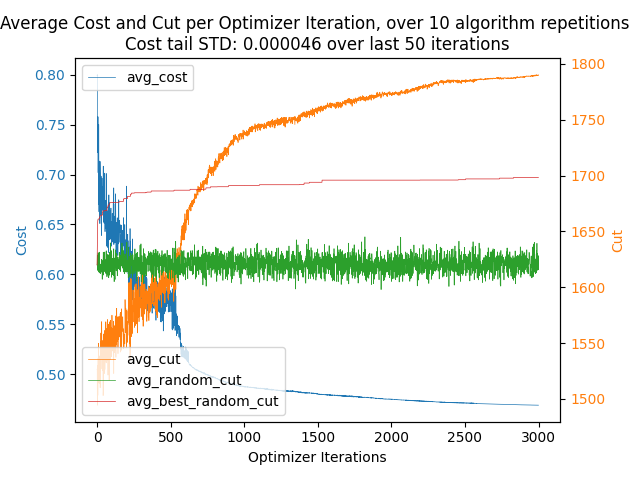 Average Cost and Cut per Optimizer Iteration, over 10 algorithm repetitions
Cost tail STD: 0.000046 over last 50 iterations
avg_cost
0.80
0.75
0.70
0.65
0.60
0.55
0.50
Cost
1800
1750
1700
1650
1600
1550
1500
Cut
avg_cut
avg_random_cut
avg_best_random_cut
0
500
1000
1500
2000
2500
3000
Optimizer Iterations